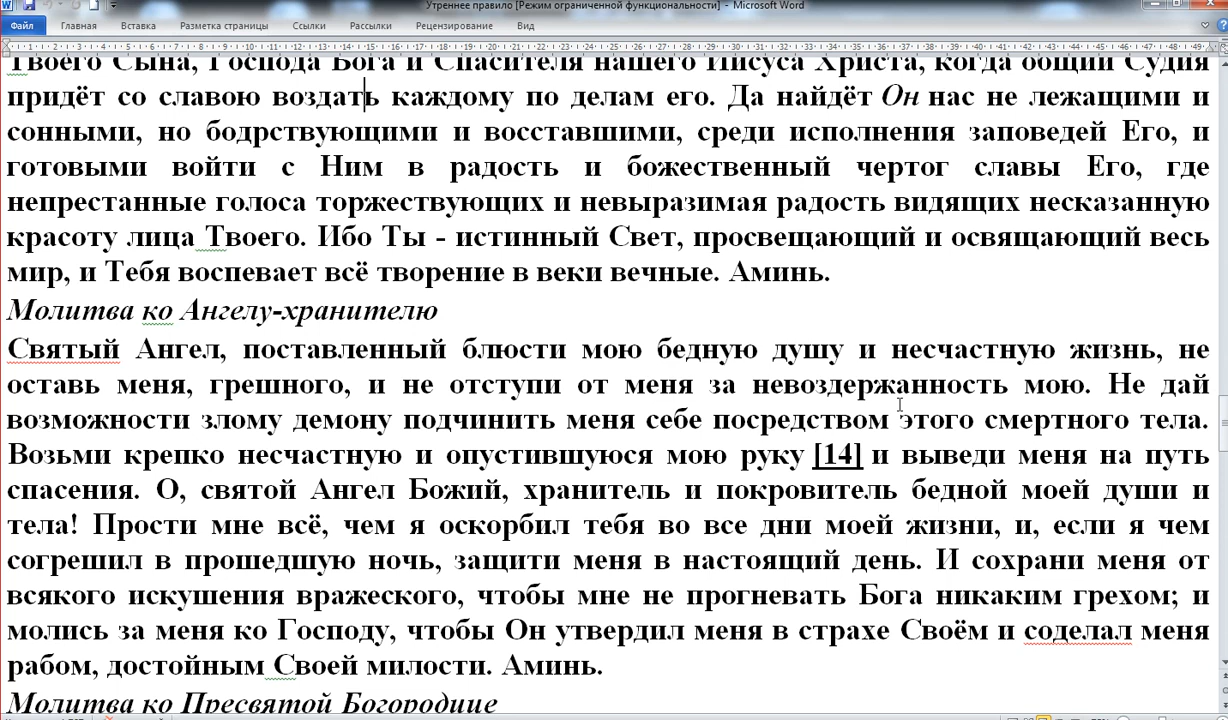 Утреннее правило [Режим ограниченной функциональности] - Microsoft Word
Файл Главная Вставка Разметка страницы Ссылки Рассылки Рецензирование Вид
Твоего Сына, Господа Бога и Спасителя нашего Иисуса Христа, когда общий Судия
придёт со славою воздать каждому по делам его. Да найдёт Он нас не лежащими и
сонными, но бодрствующими и восставшими, среди исполнения заповедей Его, и
готовыми войти с Ним в радость и божественный чертог славы Его, где
непрестанные голоса торжествующих и невыразимая радость видящих несказанную
красоту лица Твоего. Ибо Ты - истинный Свет, просвещающий и освящающий весь
мир, и Тебя воспевает всё творение в веки вечные. Аминь.
Молитва ко Ангелу-хранителю
Святый Ангел, поставленный блюсти мою бедную душу и несчастную жизнь, не
оставь меня, грешного, и не отступи от меня за невоздержанность мою. Не дай
возможности злому демону подчинить меня себе посредством этого смертного тела.
Возьми крепко несчастную и опустившуюся мою руку [14] и выведи меня на путь
спасения. О, святой Ангел Божий, хранитель и покровитель бедной моей души и
тела! Прости мне всё, чем я оскорбил тебя во все дни моей жизни, и, если я чем
согрешил в прошедшую ночь, защити меня в настоящий день. И сохрани меня от
всякого искушения вражеского, чтобы мне не прогневать Бога никаким грехом; и
молись за меня ко Господу, чтобы Он утвердил меня в страхе Своём и соделал меня
рабом, достойным Своей милости. Аминь.
Молитва ко Пресвятой Богородице